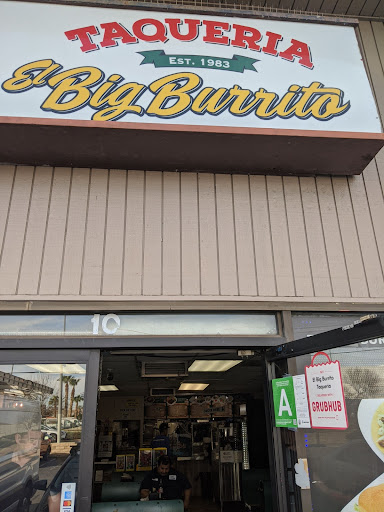 TAQUERIA
EST. 1983
El Big Burrito
10
A
El Big Burrito
Taqueria
GRUBHUB